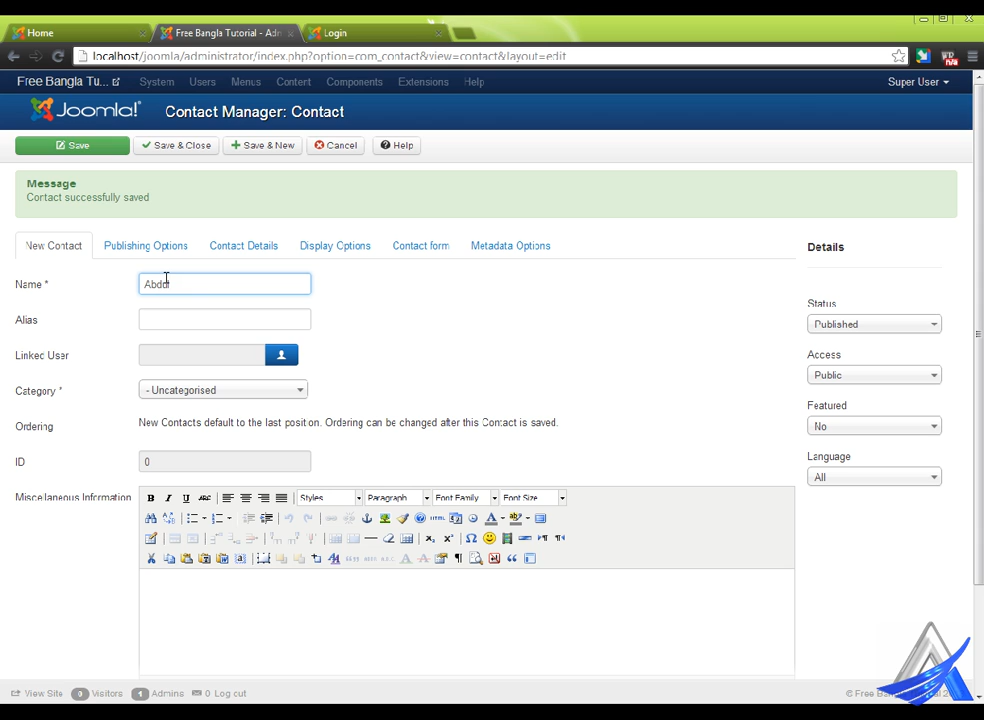 Home
Free Bangla Tutorial - Adm
Login
localhost/joomla/administrator/index.php?option=com_contact&view=contact&layout=edit
Free Bangla Tu... System Users Menus Content Components Extensions Help Super User
Joomla! Contact Manager: Contact
Save Save & Close Save & New Cancel Help
Message
Contact successfully saved
New Contact Publishing Options Contact Details Display Options Contact form Metadata Options
Details
Name * Abdul
Alias
Linked User
Category * - Uncategorised
Ordering New Contacts default to the last position. Ordering can be changed after this Contact is saved.
ID 0
Status
Published
Access
Public
Featured
No
Language
All
Miscellaneous Information B I U ABC Styles Paragraph Font Family Font Size
HTML
View Site 0 Visitors 1 Admins 0 Log out